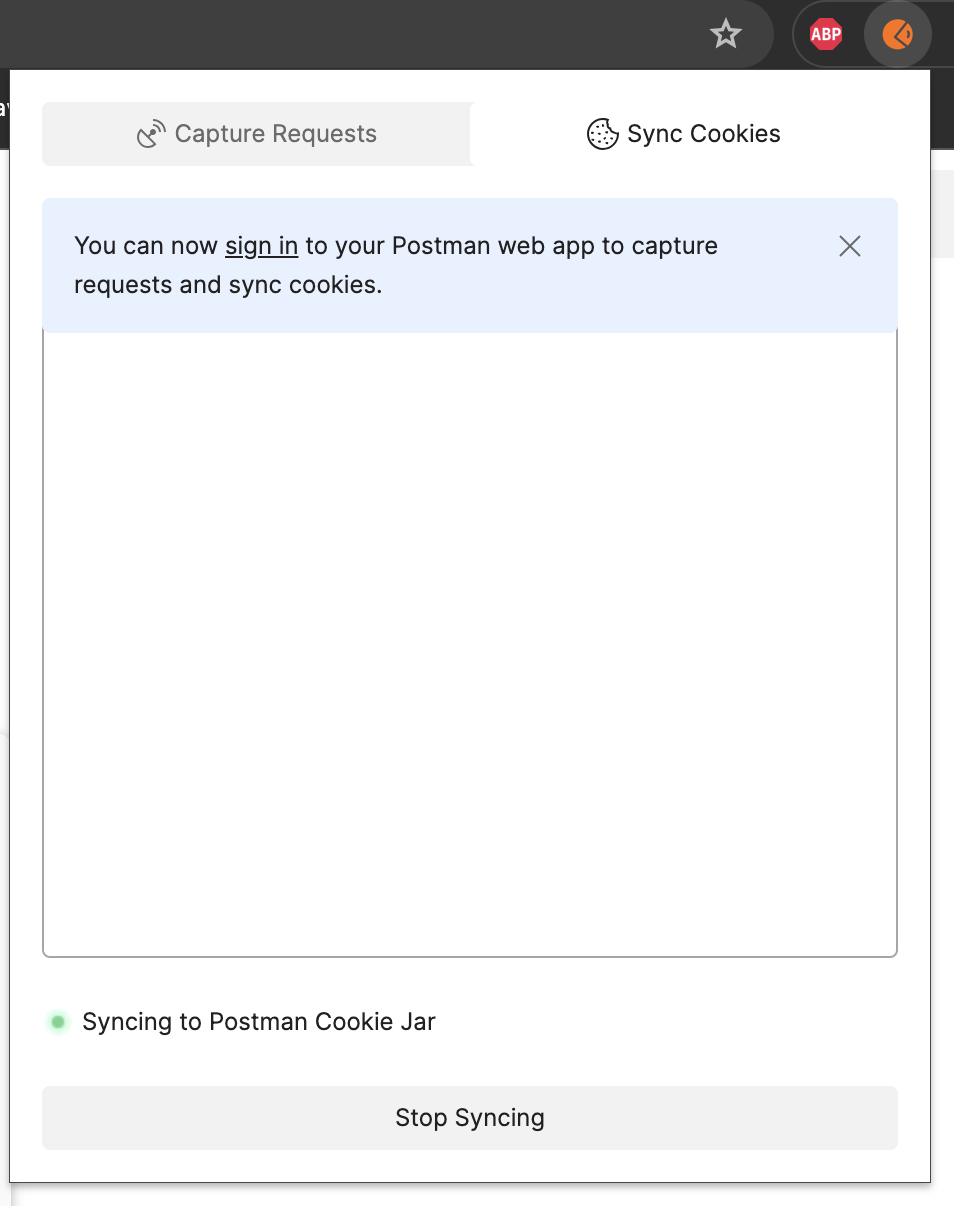 ABP
Capture Requests
Sync Cookies
You can now sign in to your Postman web app to capture
requests and sync cookies.
Syncing to Postman Cookie Jar
Stop Syncing